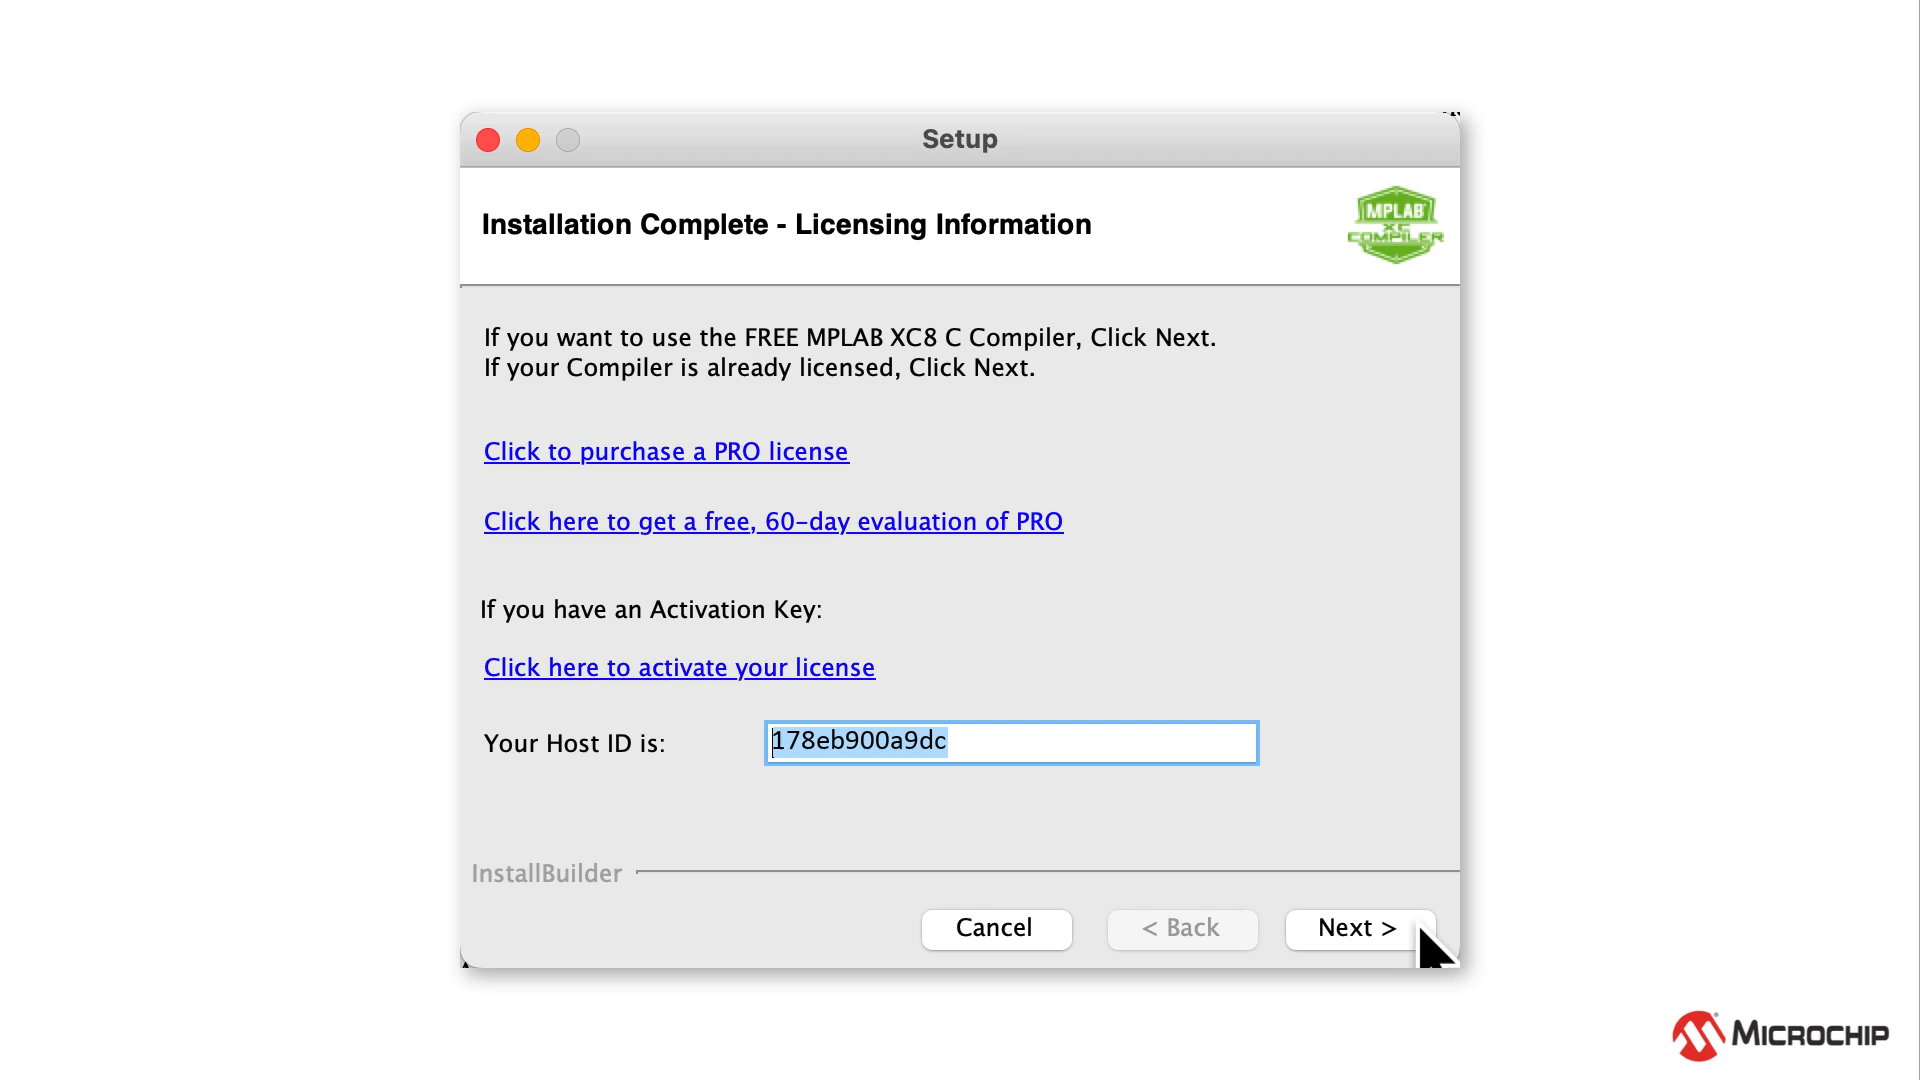 Setup
Installation Complete - Licensing Information
MPLAB
XC
COMPILER
If you want to use the FREE MPLAB XC8 C Compiler, Click Next.
If your Compiler is already licensed, Click Next.
Click to purchase a PRO license
Click here to get a free, 60-day evaluation of PRO
If you have an Activation Key:
Click here to activate your license
Your Host ID is: 178eb900a9dc
InstallBuilder
Cancel < Back Next >
MICROCHIP